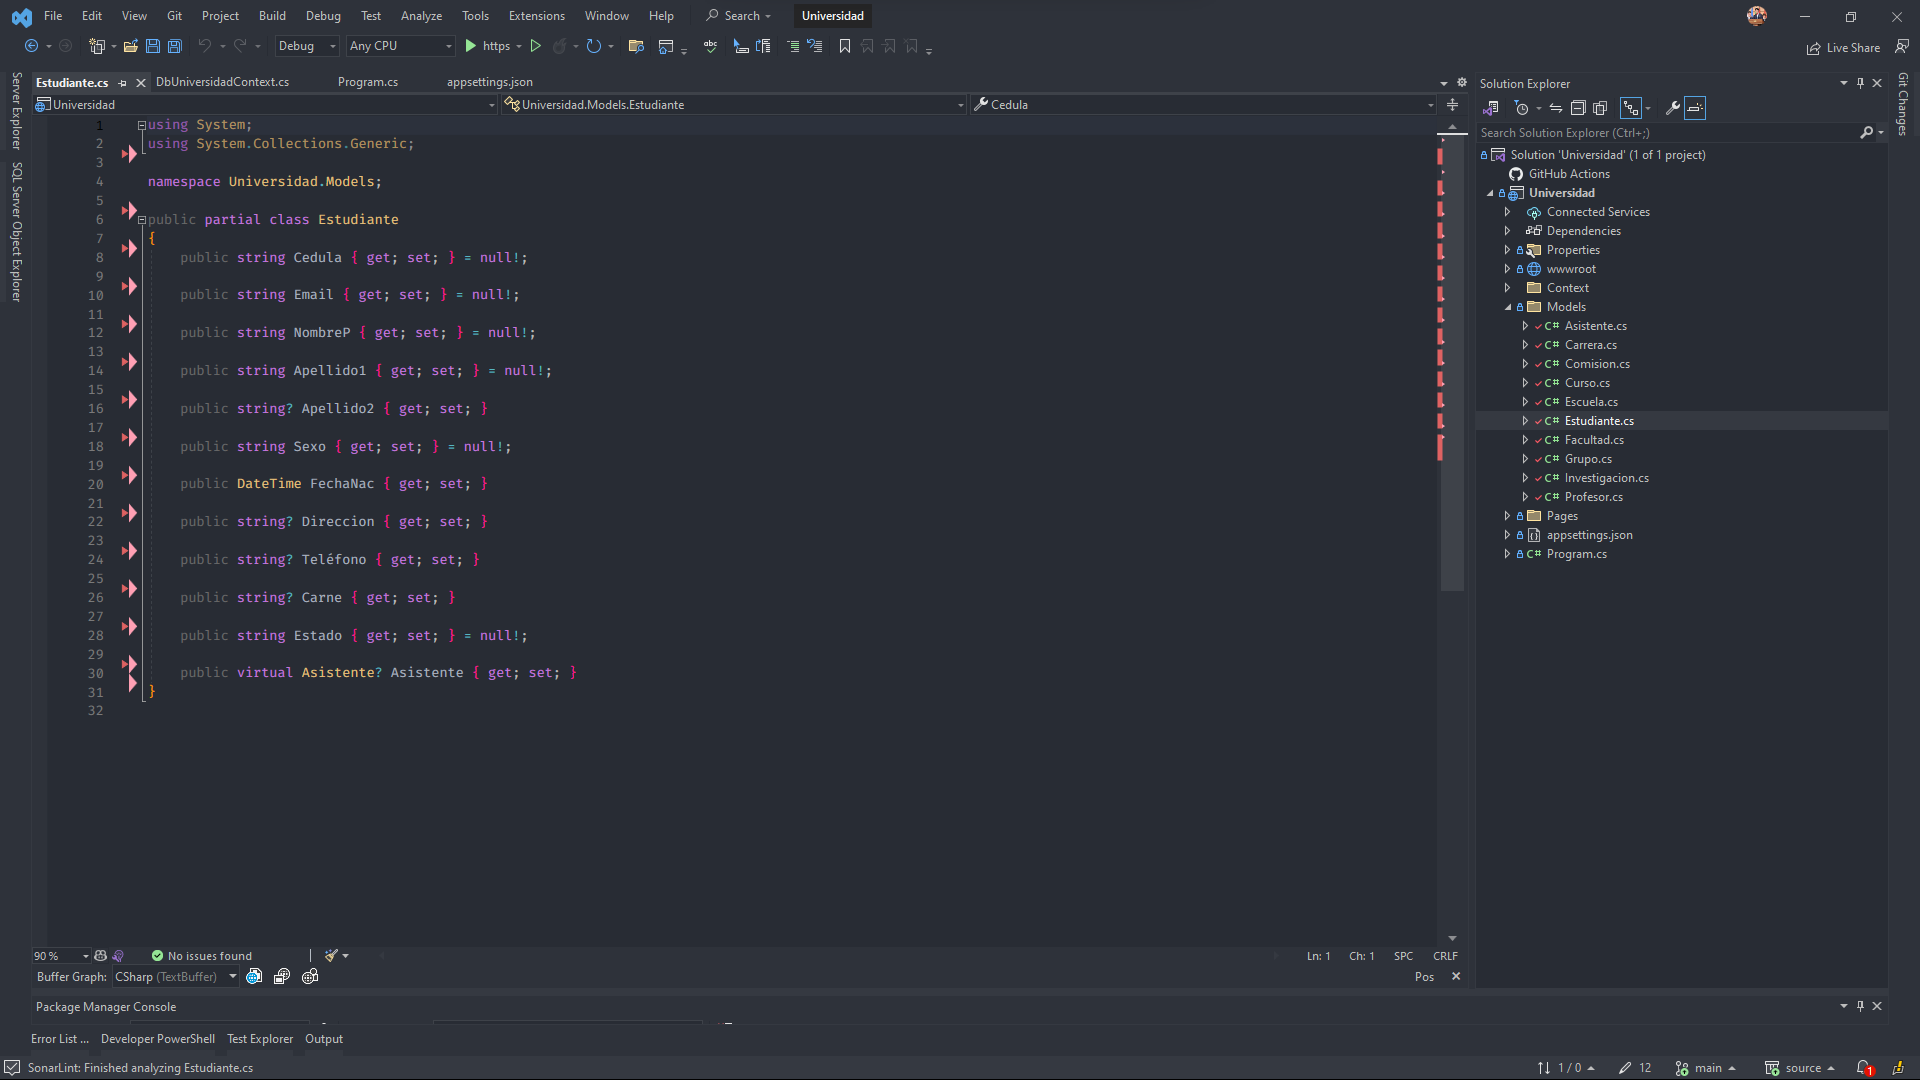 File Edit View Git Project Build Debug Test Analyze Tools Extensions Window Help Search Universidad
Debug Any CPU https Live Share
Estudiante.cs DbUniversidadContext.cs Program.cs appsettings.json
Universidad Universidad.Models.Estudiante Cedula
Server Explorer
SQL Server Object Explorer
1 using System;
2 using System.Collections.Generic;
3
4 namespace Universidad.Models;
5
6 public partial class Estudiante
7 {
8 public string Cedula { get; set; } = null!;
9
10 public string Email { get; set; } = null!;
11
12 public string NombreP { get; set; } = null!;
13
14 public string Apellido1 { get; set; } = null!;
15
16 public string? Apellido2 { get; set; }
17
18 public string Sexo { get; set; } = null!;
19
20 public DateTime FechaNac { get; set; }
21
22 public string? Direccion { get; set; }
23
24 public string? Teléfono { get; set; }
25
26 public string? Carne { get; set; }
27
28 public string Estado { get; set; } = null!;
29
30 public virtual Asistente? Asistente { get; set; }
31 }
32
90 % No issues found Ln: 1 Ch: 1 SPC CRLF
Buffer Graph: CSharp (TextBuffer) Pos
Package Manager Console
Error List ... Developer PowerShell Test Explorer Output
SonarLint: Finished analyzing Estudiante.cs 1 / 0 12 main source 1
Solution Explorer
Search Solution Explorer (Ctrl+;)
Solution 'Universidad' (1 of 1 project)
GitHub Actions
Universidad
Connected Services
Dependencies
Properties
wwwroot
Context
Models
C# Asistente.cs
C# Carrera.cs
C# Comision.cs
C# Curso.cs
C# Escuela.cs
C# Estudiante.cs
C# Facultad.cs
C# Grupo.cs
C# Investigacion.cs
C# Profesor.cs
Pages
appsettings.json
C# Program.cs
Git Changes